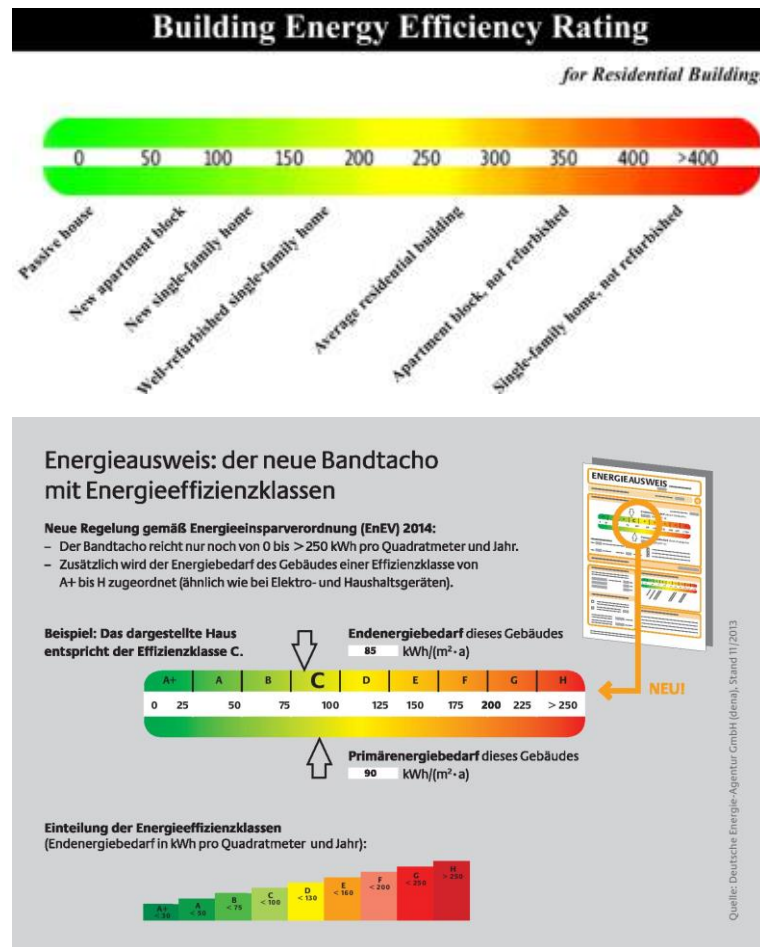 Building Energy Efficiency Rating
for Residential Building
0 50 100 150 200 250 300 350 400 >400
Passive house
New apartment block
New single-family home
Well-refurbished single-family home
Average residential building
Apartment block, not refurbished
Single-family home, not refurbished
Energieausweis: der neue Bandtacho
mit Energieeffizienzklassen
ENERGIEAUSWEIS
Neue Regelung gemäß Energieeinsparverordnung (EnEV) 2014:
– Der Bandtacho reicht nur noch von 0 bis >250 kWh pro Quadratmeter und Jahr.
– Zusätzlich wird der Energiebedarf des Gebäudes einer Effizienzklasse von
A+ bis H zugeordnet (ähnlich wie bei Elektro- und Haushaltsgeräten).
Beispiel: Das dargestellte Haus
entspricht der Effizienzklasse C.
Endenergiebedarf dieses Gebäudes
85 kWh/(m²·a)
A+ A B C D E F G H
0 25 50 75 100 125 150 175 200 225 >250
NEU!
Primärenergiebedarf dieses Gebäudes
90 kWh/(m²·a)
Einteilung der Energieeffizienzklassen
(Endenergiebedarf in kWh pro Quadratmeter und Jahr):
A+ < 30
A < 50
B < 75
C < 100
D < 130
E < 160
F < 200
G < 250
H > 250
Quelle: Deutsche Energie-Agentur GmbH (dena), Stand 11/2013